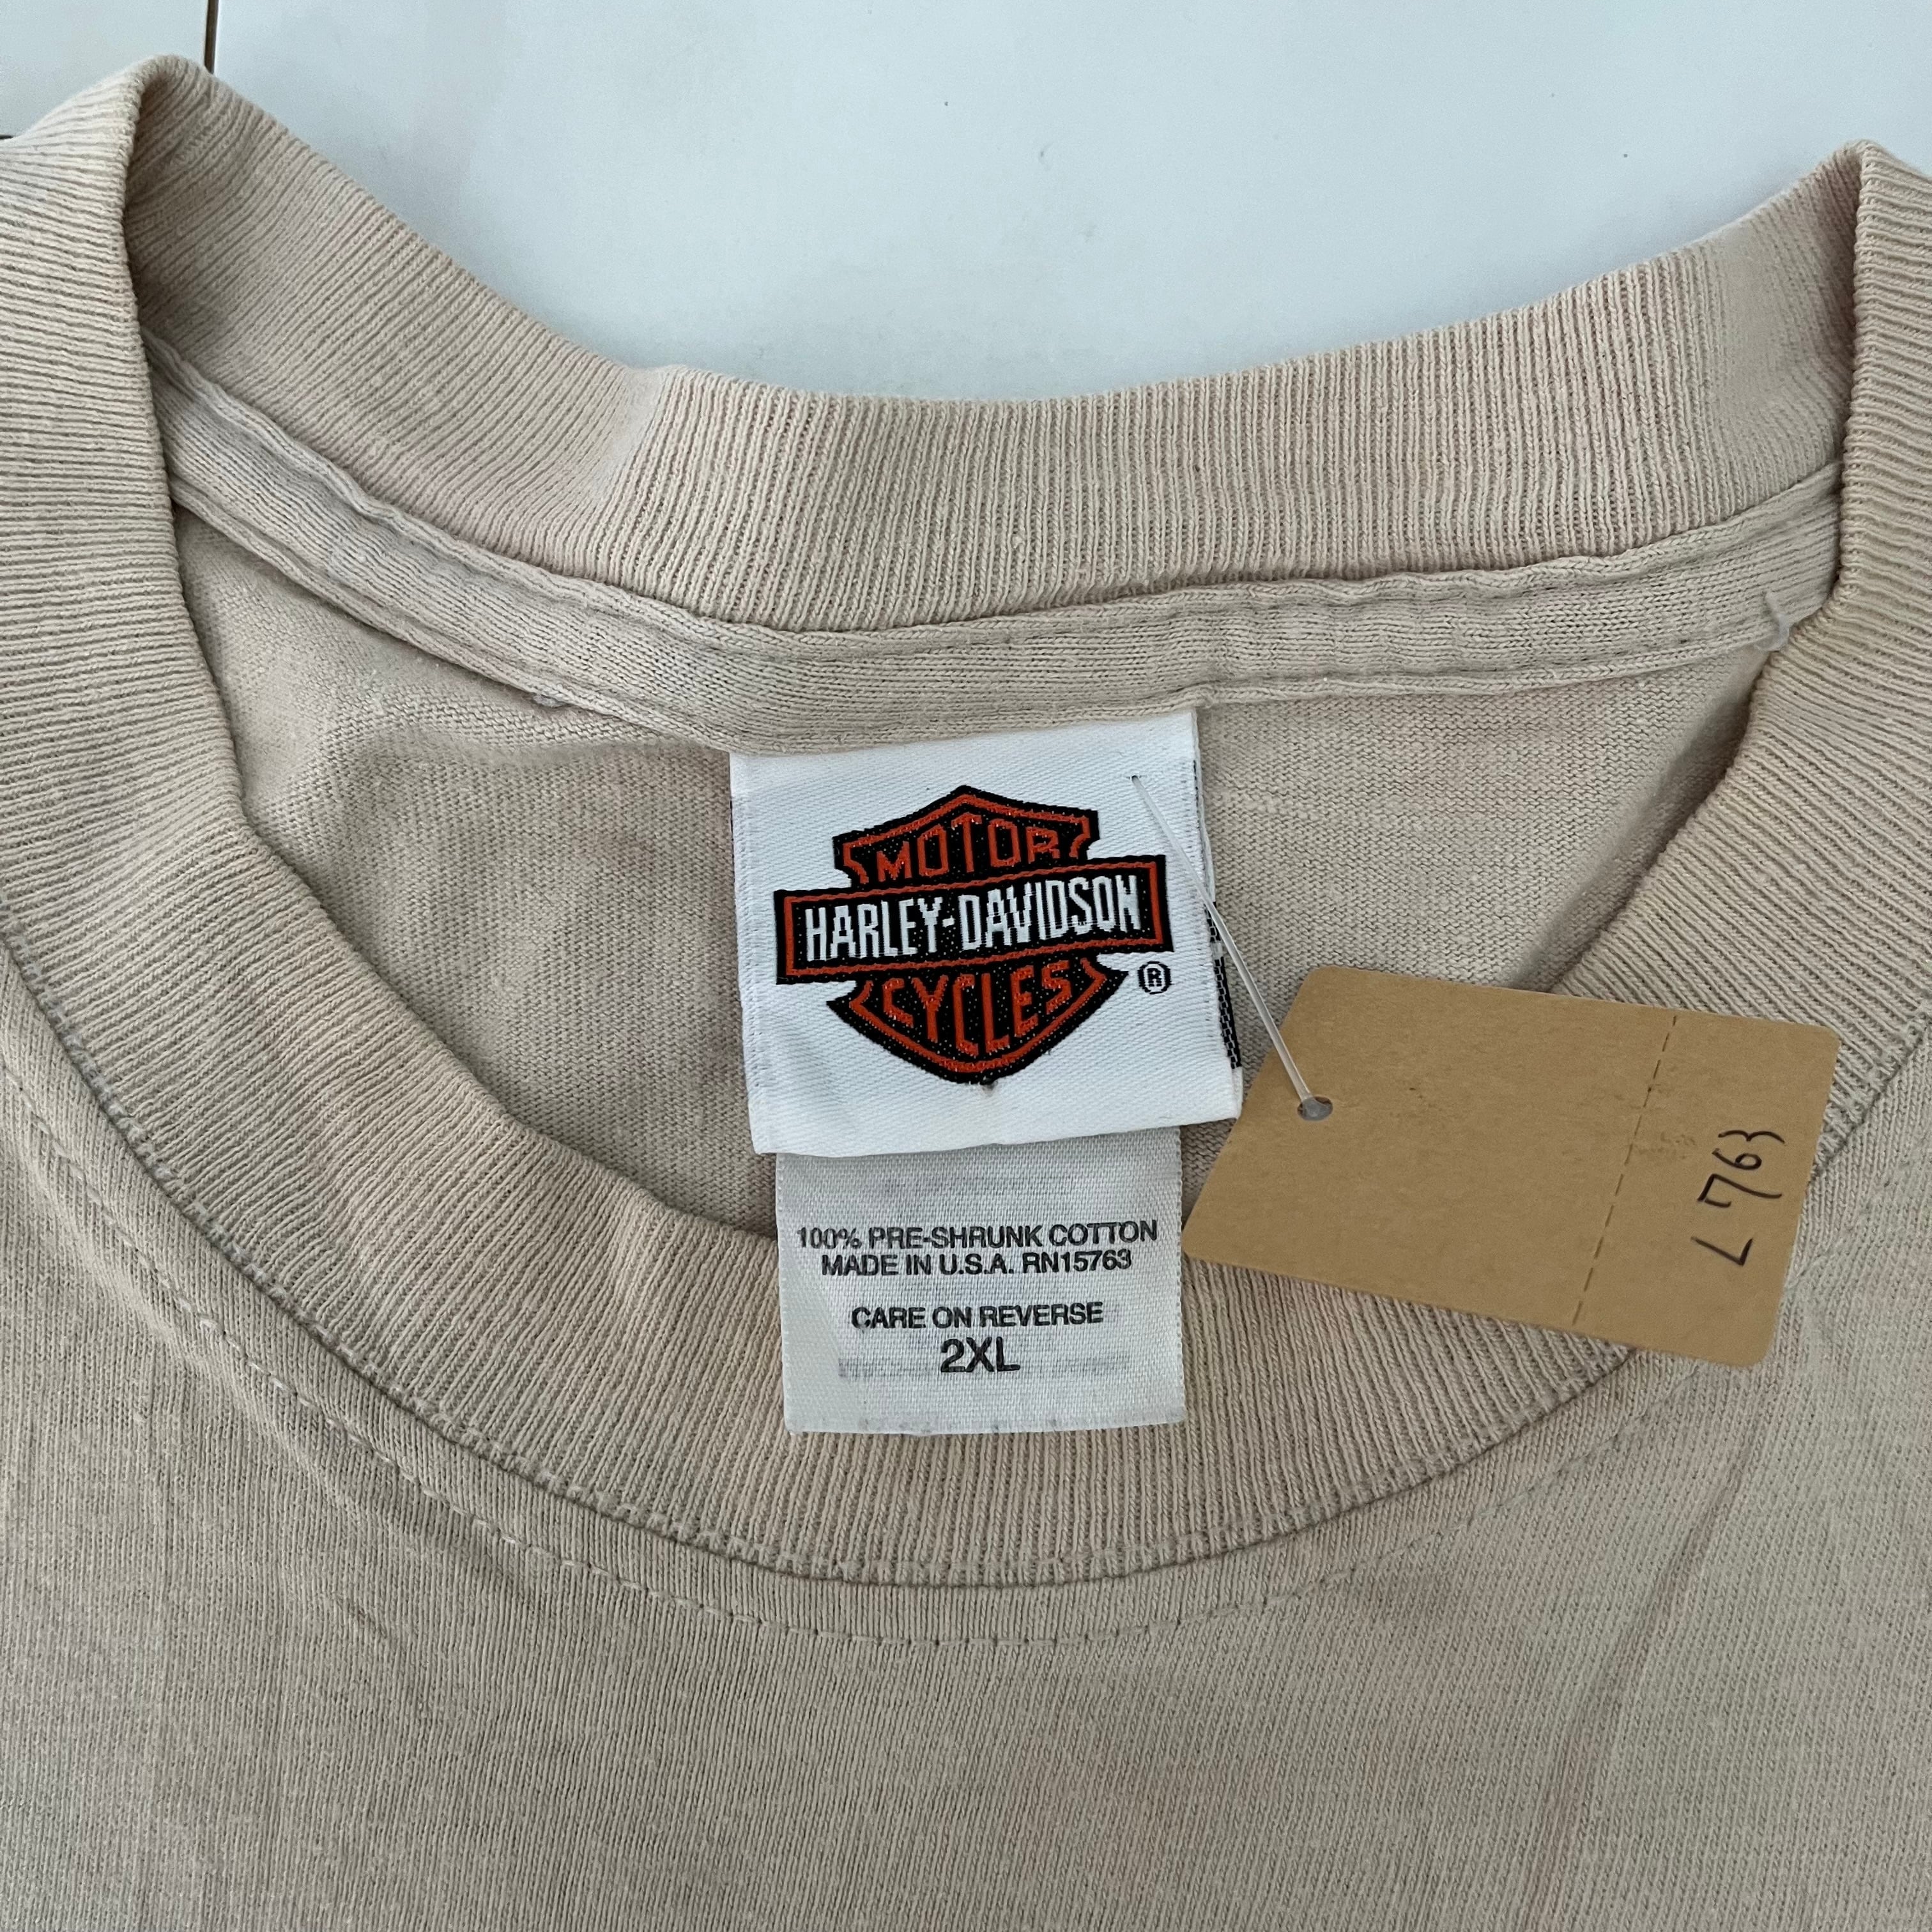 MOTOR
HARLEY-DAVIDSON
CYCLES
®
100% PRE-SHRUNK COTTON
MADE IN U.S.A. RN15763
CARE ON REVERSE
2XL
L763